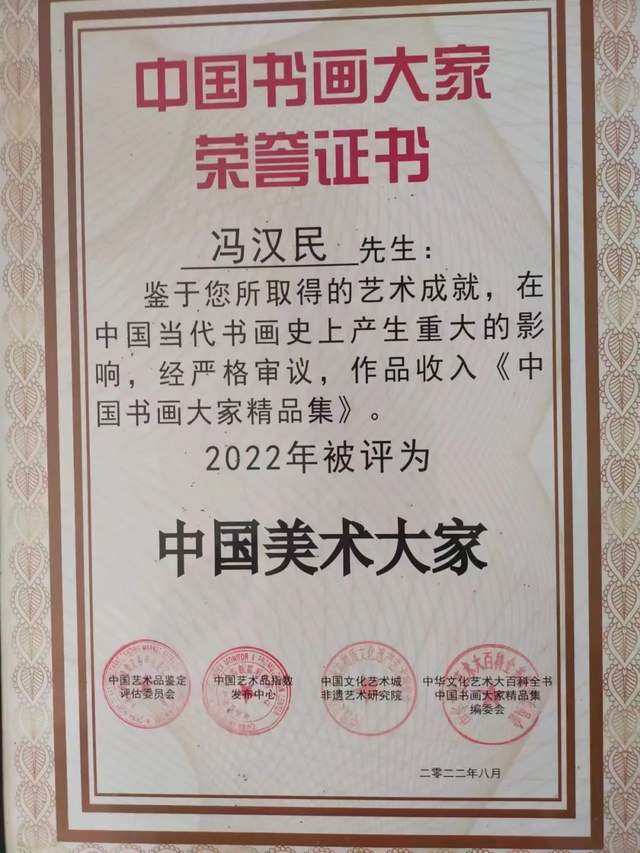 中国书画大家
荣誉证书
冯汉民 先生：
鉴于您所取得的艺术成就，在
中国当代书画史上产生重大的影
响，经严格审议，作品收入《中
国书画大家精品集》。
2022年被评为
中国美术大家
中国艺术品鉴定
评估委员会
中国艺术品指数
发布中心
中国文化艺术城
非遗艺术研究院
中华文化艺术大百科全书
中国书画大家精品集
编委会
二零二二年八月